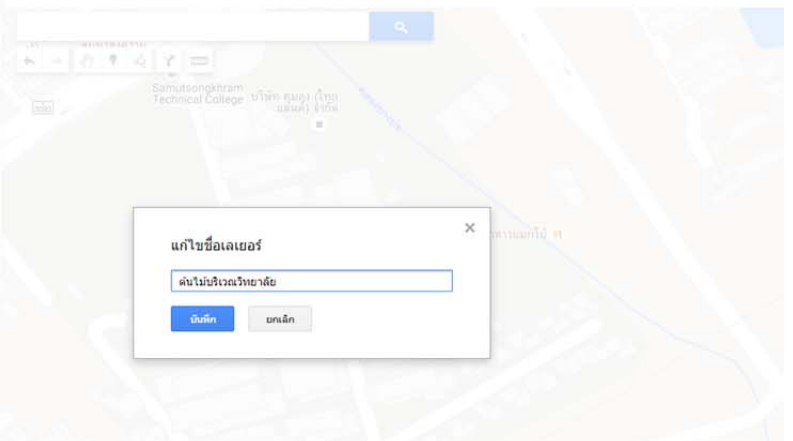 Samutsongkhram
Technical College
แก้ไขชื่อเลเยอร์
ต้นไม้บริเวณวิทยาลัย
บันทึก
ยกเลิก